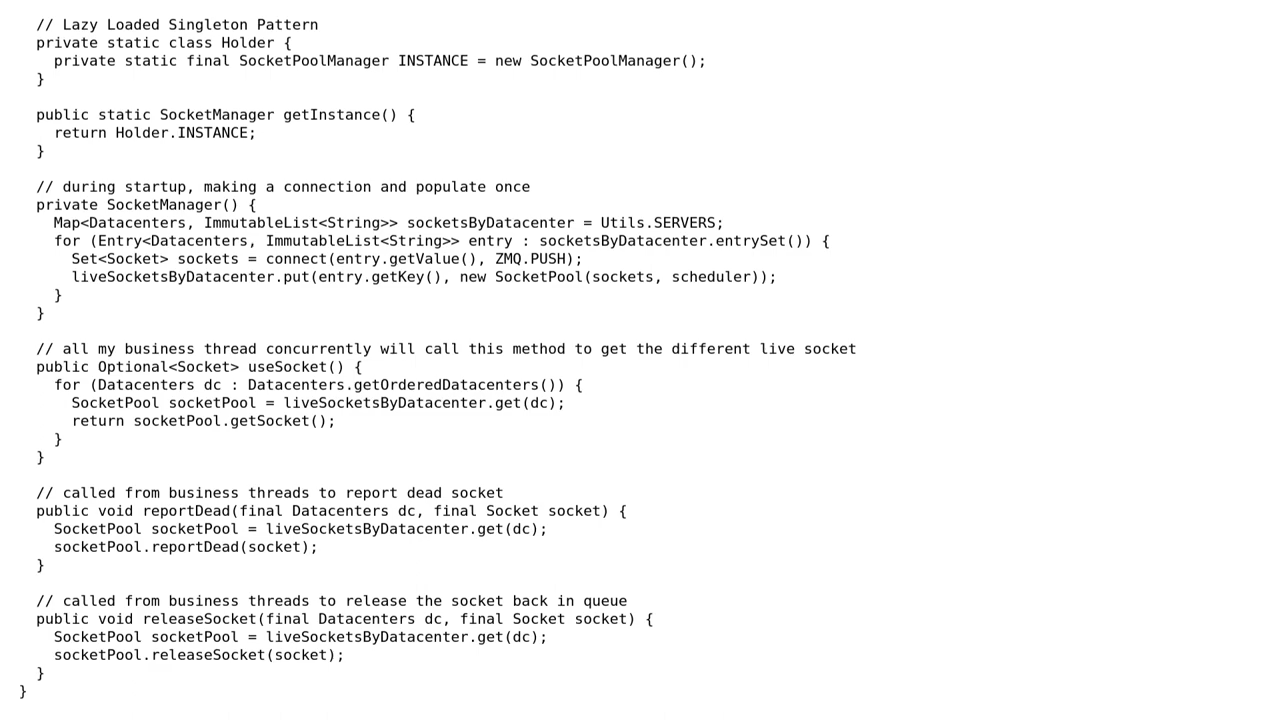 // Lazy Loaded Singleton Pattern
private static class Holder {
private static final SocketPoolManager INSTANCE = new SocketPoolManager();
}
public static SocketManager getInstance() {
return Holder.INSTANCE;
}
// during startup, making a connection and populate once
private SocketManager() {
Map<Datacenters, ImmutableList<String>> socketsByDatacenter = Utils.SERVERS;
for (Entry<Datacenters, ImmutableList<String>> entry : socketsByDatacenter.entrySet()) {
Set<Socket> sockets = connect(entry.getValue(), ZMQ.PUSH);
liveSocketsByDatacenter.put(entry.getKey(), new SocketPool(sockets, scheduler));
}
}
// all my business thread concurrently will call this method to get the different live socket
public Optional<Socket> useSocket() {
for (Datacenters dc : Datacenters.getOrderedDatacenters()) {
SocketPool socketPool = liveSocketsByDatacenter.get(dc);
return socketPool.getSocket();
}
}
// called from business threads to report dead socket
public void reportDead(final Datacenters dc, final Socket socket) {
SocketPool socketPool = liveSocketsByDatacenter.get(dc);
socketPool.reportDead(socket);
}
// called from business threads to release the socket back in queue
public void releaseSocket(final Datacenters dc, final Socket socket) {
SocketPool socketPool = liveSocketsByDatacenter.get(dc);
socketPool.releaseSocket(socket);
}
}